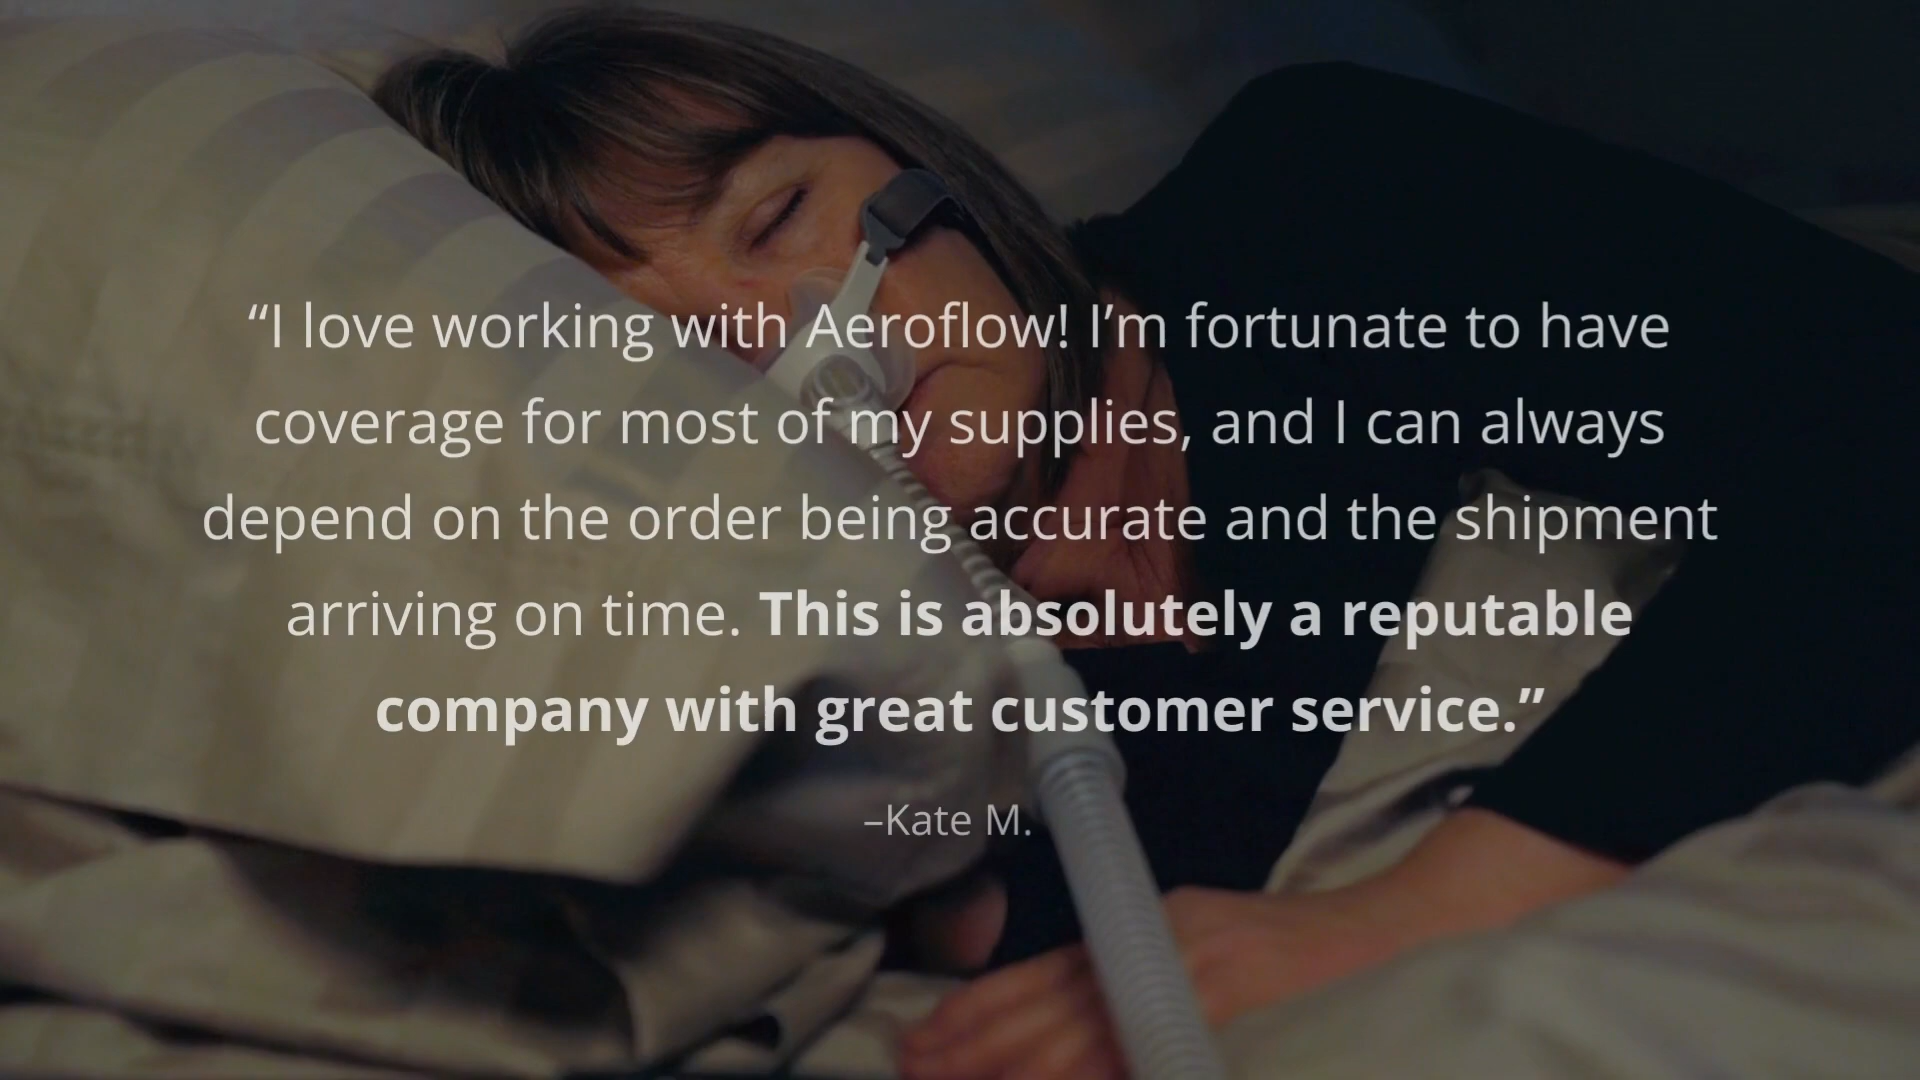 “I love working with Aeroflow! I’m fortunate to have
coverage for most of my supplies, and I can always
depend on the order being accurate and the shipment
arriving on time. This is absolutely a reputable
company with great customer service.”
–Kate M.